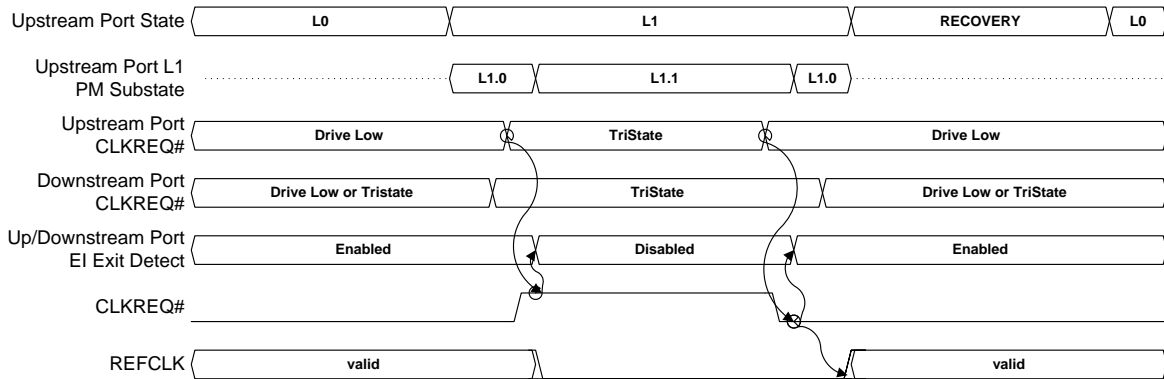 Upstream Port State
L0
L1
RECOVERY
L0
Upstream Port L1
PM Substate
L1.0
L1.1
L1.0
Upstream Port
CLKREQ#
Drive Low
TriState
Drive Low
Downstream Port
CLKREQ#
Drive Low or Tristate
TriState
Drive Low or TriState
Up/Downstream Port
EI Exit Detect
Enabled
Disabled
Enabled
CLKREQ#
REFCLK
valid
valid